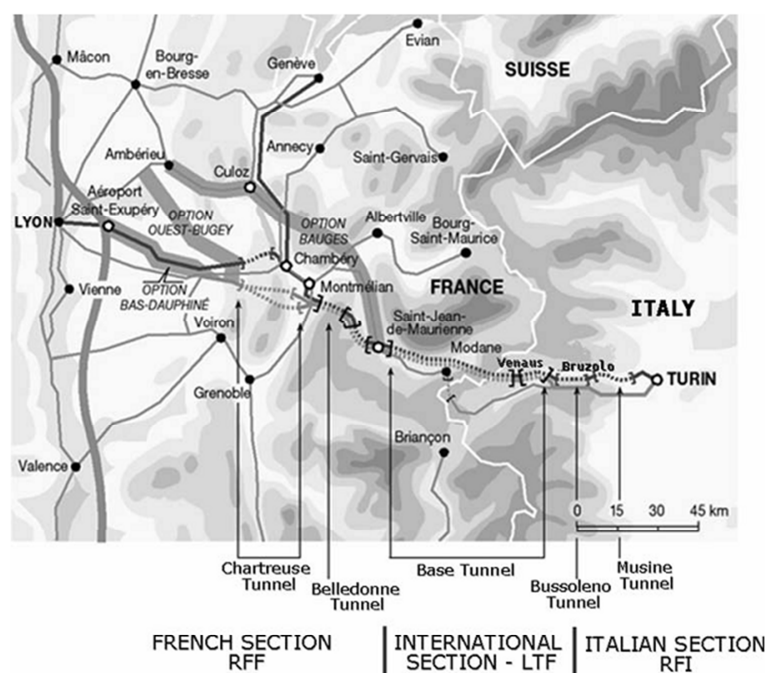 Evian
Mâcon
Bourg-
en-Bresse
Genève
SUISSE
Ambérieu
Annecy
Saint-Gervais
Culoz
Aéroport
Saint-Exupéry
LYON
OPTION
OUEST-BUGEY
OPTION
BAUGES
Albertville
Bourg-
Saint-Maurice
Chambéry
Montmélian
FRANCE
ITALY
OPTION
BAS-DAUPHINÉ
Vienne
Saint-Jean-
de-Maurienne
Voiron
Modane
Venaus
Bruzolo
TURIN
Grenoble
Briançon
Valence
0 15 30 45 km
Chartreuse
Tunnel
Belledonne
Tunnel
Base Tunnel
Bussoleno
Tunnel
Musine
Tunnel
FRENCH SECTION
RFF
INTERNATIONAL
SECTION - LTF
ITALIAN SECTION
RFI